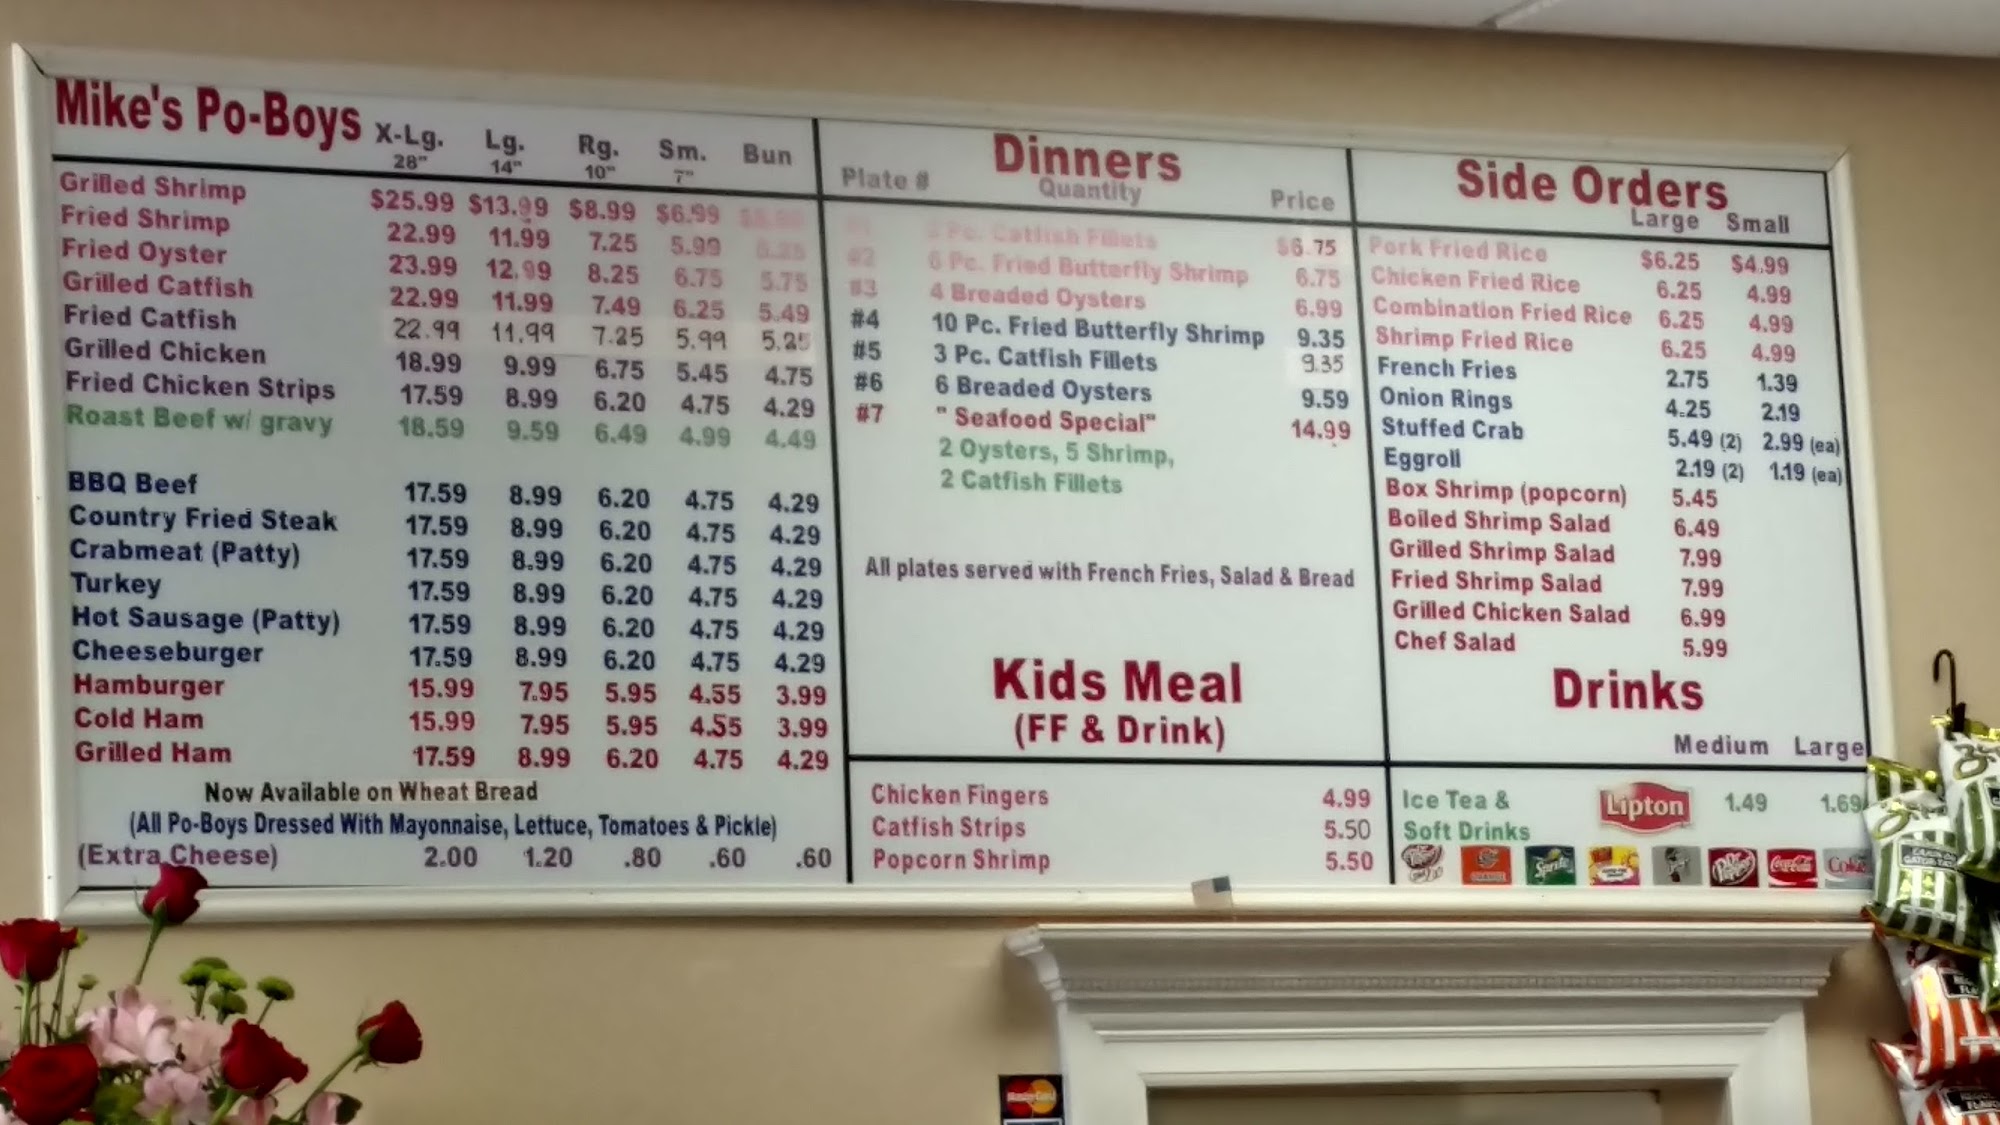 Mike's Po-Boys X-Lg. Lg. Rg. Sm. Bun
28" 14" 10" 7"
Grilled Shrimp $25.99 $13.99 $8.99 $6.99
Fried Shrimp 22.99 11.99 7.25 5.99 5.25
Fried Oyster 23.99 12.99 8.25 6.75 5.75
Grilled Catfish 22.99 11.99 7.49 6.25 5.49
Fried Catfish 22.99 11.99 7.25 5.99 5.25
Grilled Chicken 18.99 9.99 6.75 5.45 4.75
Fried Chicken Strips 17.59 8.99 6.20 4.75 4.29
Roast Beef w/ gravy 18.59 9.59 6.49 4.99 4.49
BBQ Beef 17.59 8.99 6.20 4.75 4.29
Country Fried Steak 17.59 8.99 6.20 4.75 4.29
Crabmeat (Patty) 17.59 8.99 6.20 4.75 4.29
Turkey 17.59 8.99 6.20 4.75 4.29
Hot Sausage (Patty) 17.59 8.99 6.20 4.75 4.29
Cheeseburger 17.59 8.99 6.20 4.75 4.29
Hamburger 15.99 7.95 5.95 4.55 3.99
Cold Ham 15.99 7.95 5.95 4.55 3.99
Grilled Ham 17.59 8.99 6.20 4.75 4.29
Now Available on Wheat Bread
(All Po-Boys Dressed With Mayonnaise, Lettuce, Tomatoes & Pickle)
(Extra Cheese) 2.00 1.20 .80 .60 .60
Dinners
Plate # Quantity Price
#1 Pc. Catfish Fillets $6.75
#2 6 Pc. Fried Butterfly Shrimp 6.75
#3 4 Breaded Oysters 6.99
#4 10 Pc. Fried Butterfly Shrimp 9.35
#5 3 Pc. Catfish Fillets 9.35
#6 6 Breaded Oysters 9.59
#7 "Seafood Special" 14.99
2 Oysters, 5 Shrimp,
2 Catfish Fillets
All plates served with French Fries, Salad & Bread
Kids Meal
(FF & Drink)
Chicken Fingers 4.99
Catfish Strips 5.50
Popcorn Shrimp 5.50
Side Orders
Large Small
Pork Fried Rice $6.25 $4.99
Chicken Fried Rice 6.25 4.99
Combination Fried Rice 6.25 4.99
Shrimp Fried Rice 6.25 4.99
French Fries 2.75 1.39
Onion Rings 4.25 2.19
Stuffed Crab 5.49 (2) 2.99 (ea)
Eggroll 2.19 (2) 1.19 (ea)
Box Shrimp (popcorn) 5.45
Boiled Shrimp Salad 6.49
Grilled Shrimp Salad 7.99
Fried Shrimp Salad 7.99
Grilled Chicken Salad 6.99
Chef Salad 5.99
Drinks
Medium Large
Ice Tea & Lipton 1.49 1.69
Soft Drinks
Sprite Dr Pepper Coca-Cola Coke
MasterCard